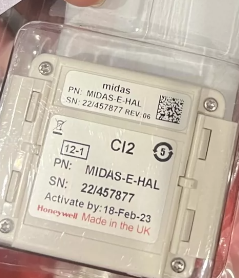 midas
PN: MIDAS-E-HAL
SN: 22/457877 REV: 06
12-1
Cl2
5
PN: MIDAS-E-HAL
SN: 22/457877
Activate by: 18-Feb-23
Honeywell Made in the UK